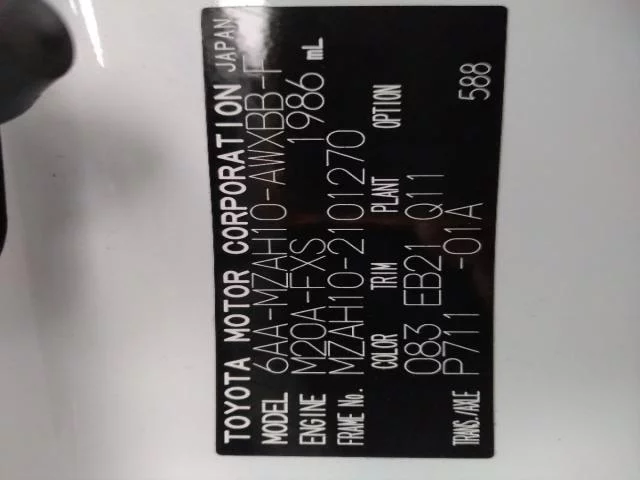 TOYOTA MOTOR CORPORATION JAPAN
MODEL 6AA-MZAH10-AWXBB-F
ENGINE M20A-FXS 1986 mL
FRAME No. MZAH10-2101270
COLOR TRIM PLANT OPTION
083 EB21 Q11
TRANS./AXLE P711 -01A
588